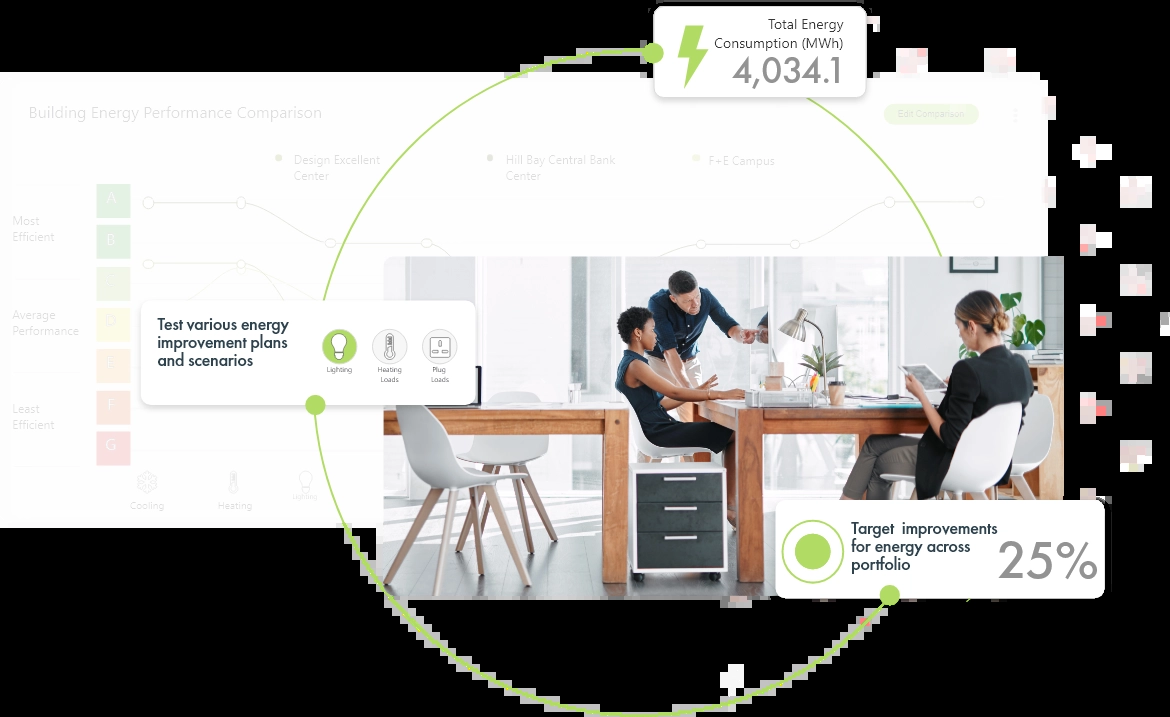 Total Energy
Consumption (MWh)
4,034.1
Building Energy Performance Comparison
Edit Comparison
Design Excellent
Center
Hill Bay Central Bank
Center
F+E Campus
A
Most
Efficient
B
Average
Performance
D
E
Least
Efficient
F
G
Test various energy
improvement plans
and scenarios
Lighting
Heating
Loads
Plug
Loads
Cooling
Heating
Lighting
Target improvements
for energy across
portfolio
25%